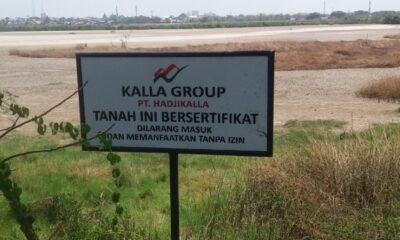 KALLA GROUP
PT. HADJIKALLA
TANAH INI BERSERTIFIKAT
DILARANG MASUK
DAN MEMANFAATKAN TANPA IZIN